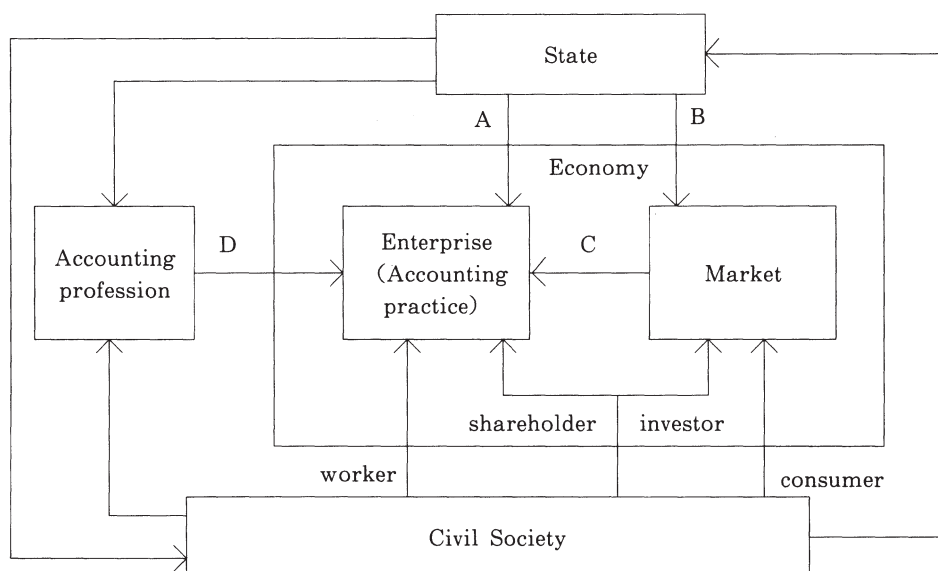 State
A
B
Economy
Accounting
profession
D
Enterprise
(Accounting
practice)
C
Market
shareholder
investor
worker
consumer
Civil Society